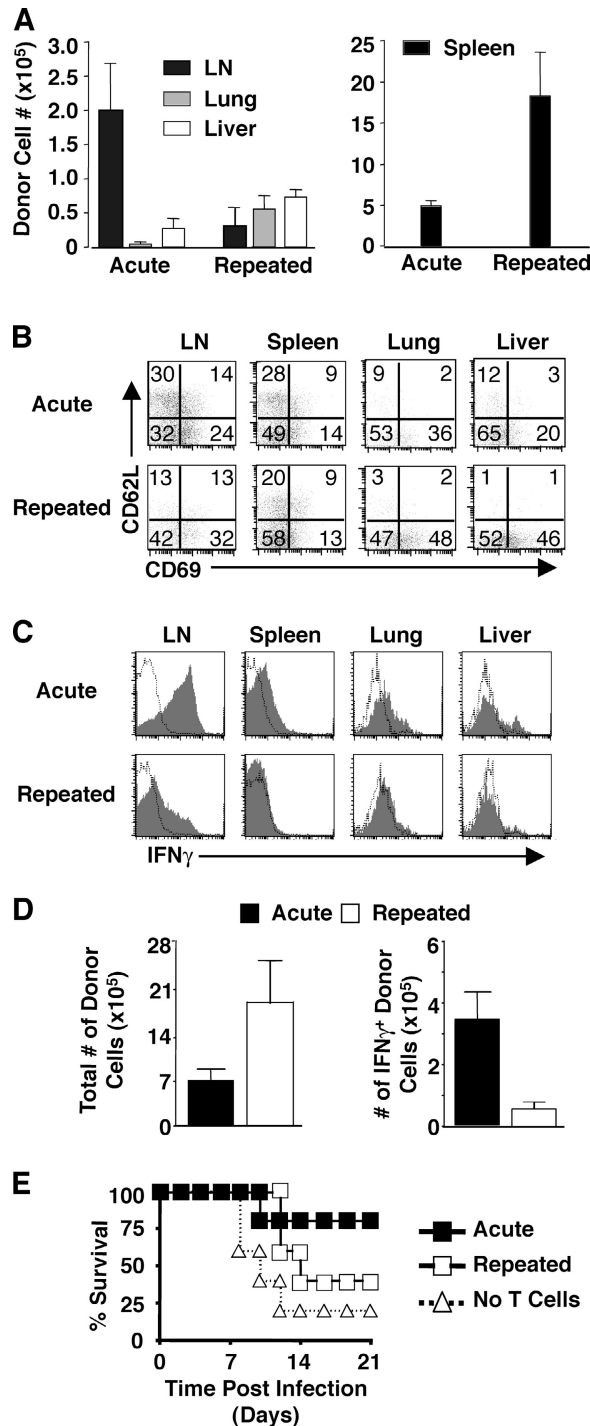 A
Donor Cell # (x10⁵)
3.0
2.5
2.0
1.5
1.0
0.5
0
LN
Lung
Liver
Acute
Repeated
25
20
15
10
5
0
Spleen
Acute
Repeated
B
LN
Spleen
Lung
Liver
Acute
30 14
32 24
28 9
49 14
9 2
53 36
12 3
65 20
Repeated
13 13
42 32
20 9
58 13
3 2
47 48
1 1
52 46
CD62L
CD69
C
LN
Spleen
Lung
Liver
Acute
Repeated
IFNγ
D
Acute
Repeated
Total # of Donor
Cells (x10⁵)
28
21
14
7
0
# of IFNγ⁺ Donor
Cells (x10⁵)
6
4
2
0
E
% Survival
100
75
50
25
0
0 7 14 21
Time Post Infection
(Days)
Acute
Repeated
No T Cells